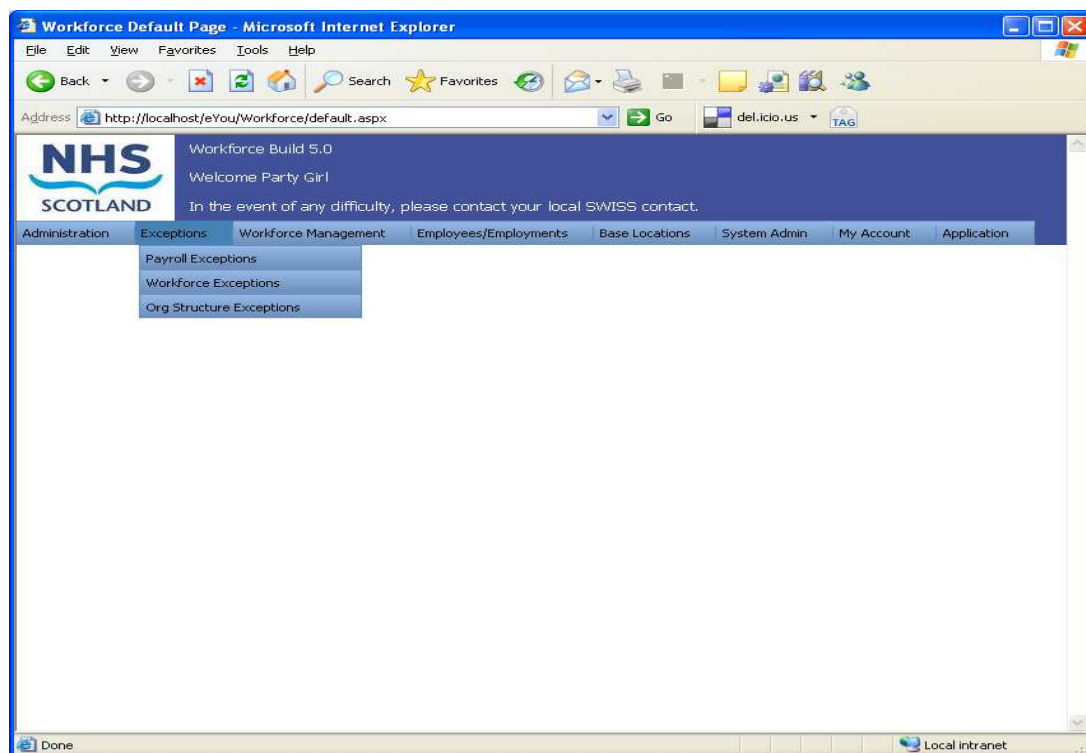 Workforce Default Page - Microsoft Internet Explorer
File Edit View Favorites Tools Help
Back Search Favorites
Address http://localhost/eYou/Workforce/default.aspx Go del.icio.us TAG
NHS
SCOTLAND
Workforce Build 5.0
Welcome Party Girl
In the event of any difficulty, please contact your local SWISS contact.
Administration Exceptions Workforce Management Employees/Employments Base Locations System Admin My Account Application
Payroll Exceptions
Workforce Exceptions
Org Structure Exceptions
Done Local intranet